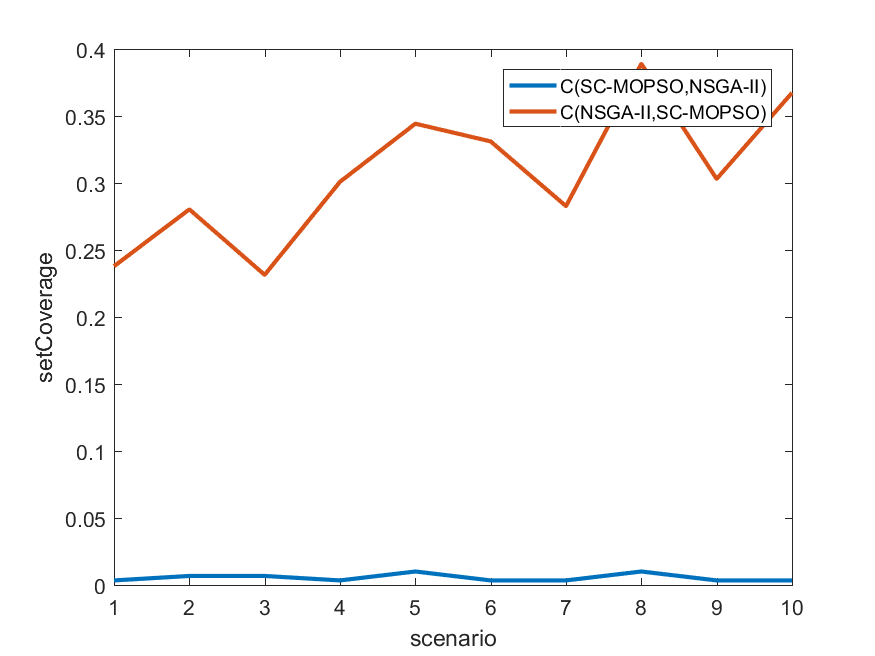 0.4
0.35
0.3
0.25
0.2
0.15
0.1
0.05
0
setCoverage
C(SC-MOPSO,NSGA-II)
C(NSGA-II,SC-MOPSO)
1 2 3 4 5 6 7 8 9 10
scenario